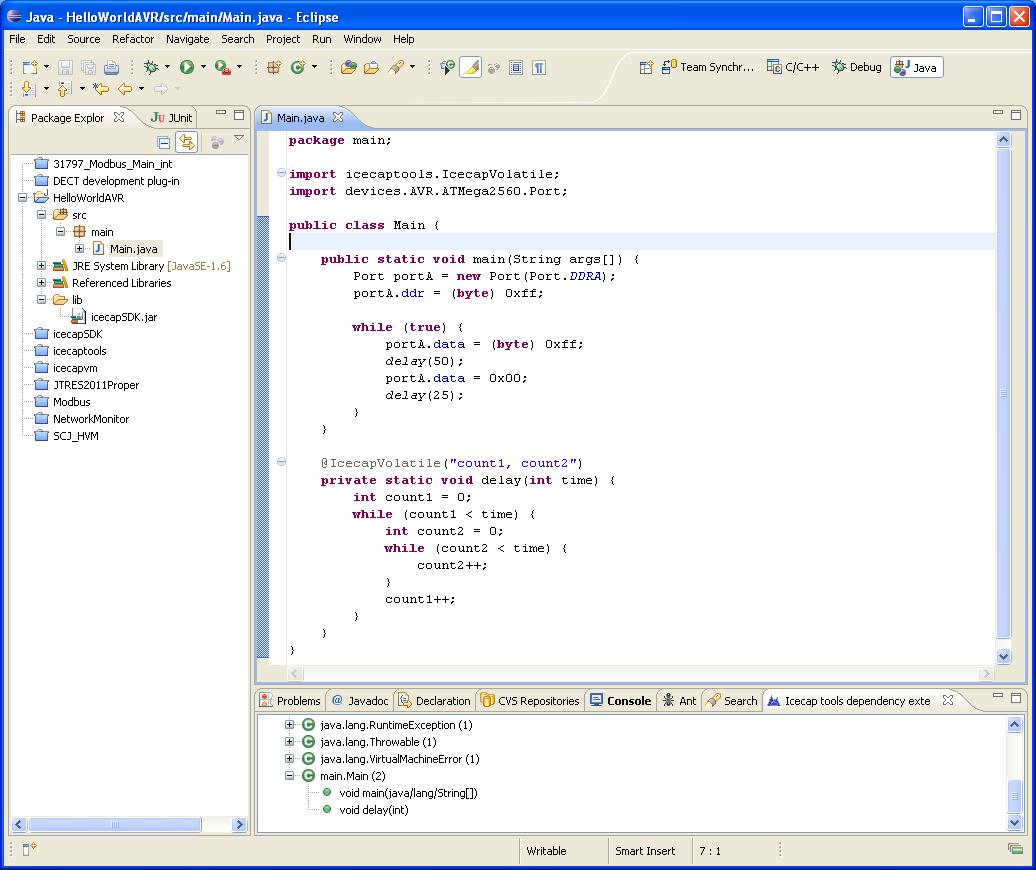 Java - HelloWorldAVR/src/main/Main.java - Eclipse
File Edit Source Refactor Navigate Search Project Run Window Help
Team Synchr... C/C++ Debug Java
Package Explor JUnit
31797_Modbus_Main_int
DECT development plug-in
HelloWorldAVR
src
main
Main.java
JRE System Library [JavaSE-1.6]
Referenced Libraries
lib
icecapSDK.jar
icecapSDK
icecaptools
icecapvm
JTRES2011Proper
Modbus
NetworkMonitor
SCJ_HVM
Main.java
package main;
import icecaptools.IcecapVolatile;
import devices.AVR.ATMega2560.Port;
public class Main {
public static void main(String args[]) {
Port portA = new Port(Port.DDRA);
portA.ddr = (byte) 0xff;
while (true) {
portA.data = (byte) 0xff;
delay(50);
portA.data = 0x00;
delay(25);
}
}
@IcecapVolatile("count1, count2")
private static void delay(int time) {
int count1 = 0;
while (count1 < time) {
int count2 = 0;
while (count2 < time) {
count2++;
}
count1++;
}
}
}
Problems @ Javadoc Declaration CVS Repositories Console Ant Search Icecap tools dependency exte
java.lang.RuntimeException (1)
java.lang.Throwable (1)
java.lang.VirtualMachineError (1)
main.Main (2)
void main(java/lang/String[])
void delay(int)
Writable Smart Insert 7 : 1